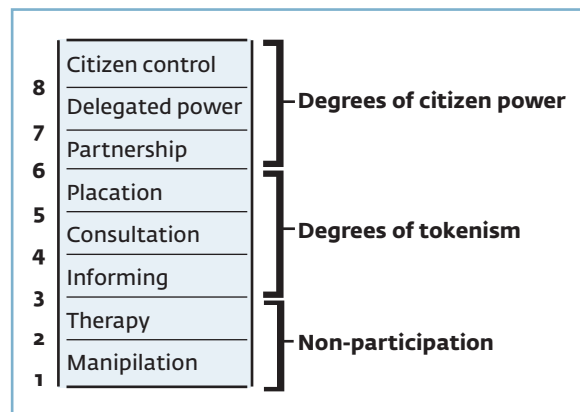 Citizen control
8
Delegated power
Degrees of citizen power
7
Partnership
6
Placation
5
Consultation
Degrees of tokenism
4
Informing
3
Therapy
2
Non-participation
Manipilation
1